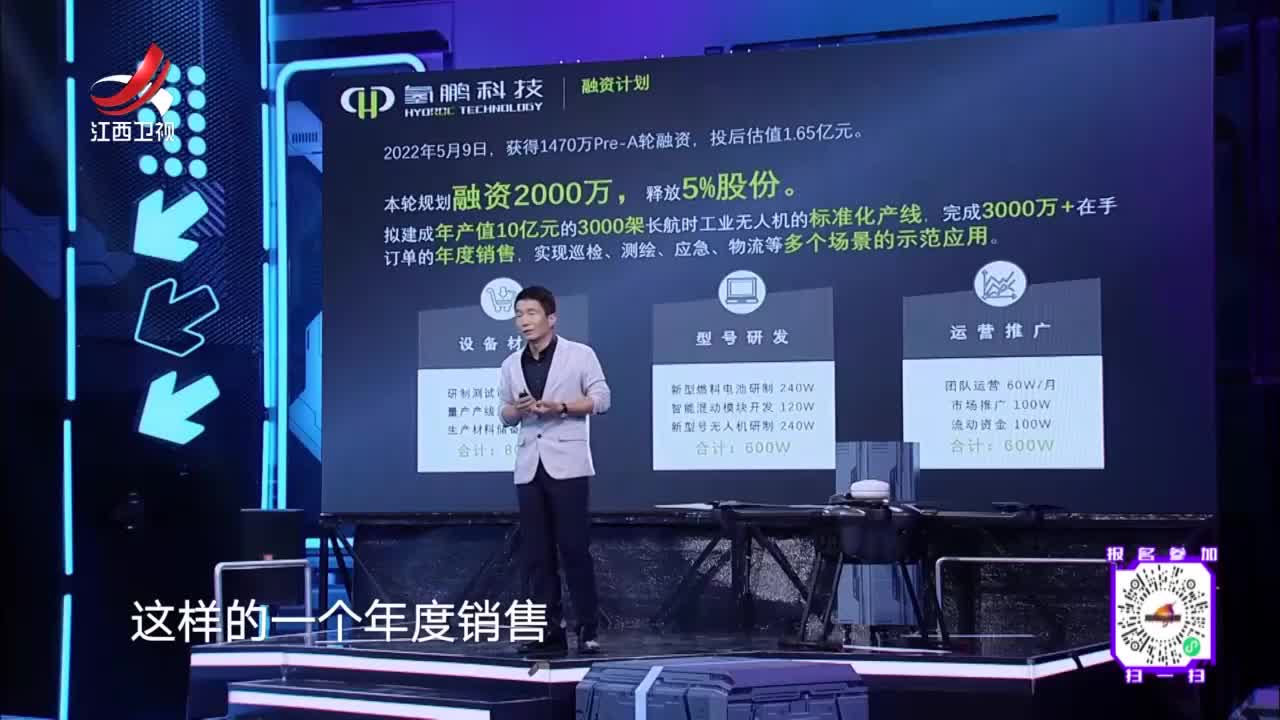 江西卫视
氢鹏科技
HYDROC TECHNOLOGY
融资计划
2022年5月9日，获得1470万Pre-A轮融资，投后估值1.65亿元。
本轮规划融资2000万，释放5%股份。
拟建成年产值10亿元的3000架长航时工业无人机的标准化产线，完成3000万+在手
订单的年度销售，实现巡检、测绘、应急、物流等多个场景的示范应用。
设备材
研制测试
量产产线
生产材料储备
合计：80
型号研发
新型燃料电池研制 240W
智能混动模块开发 120W
新型号无人机研制 240W
合计：600W
运营推广
团队运营 60W/月
市场推广 100W
流动资金 100W
合计：600W
报名参加
扫一扫
这样的一个年度销售